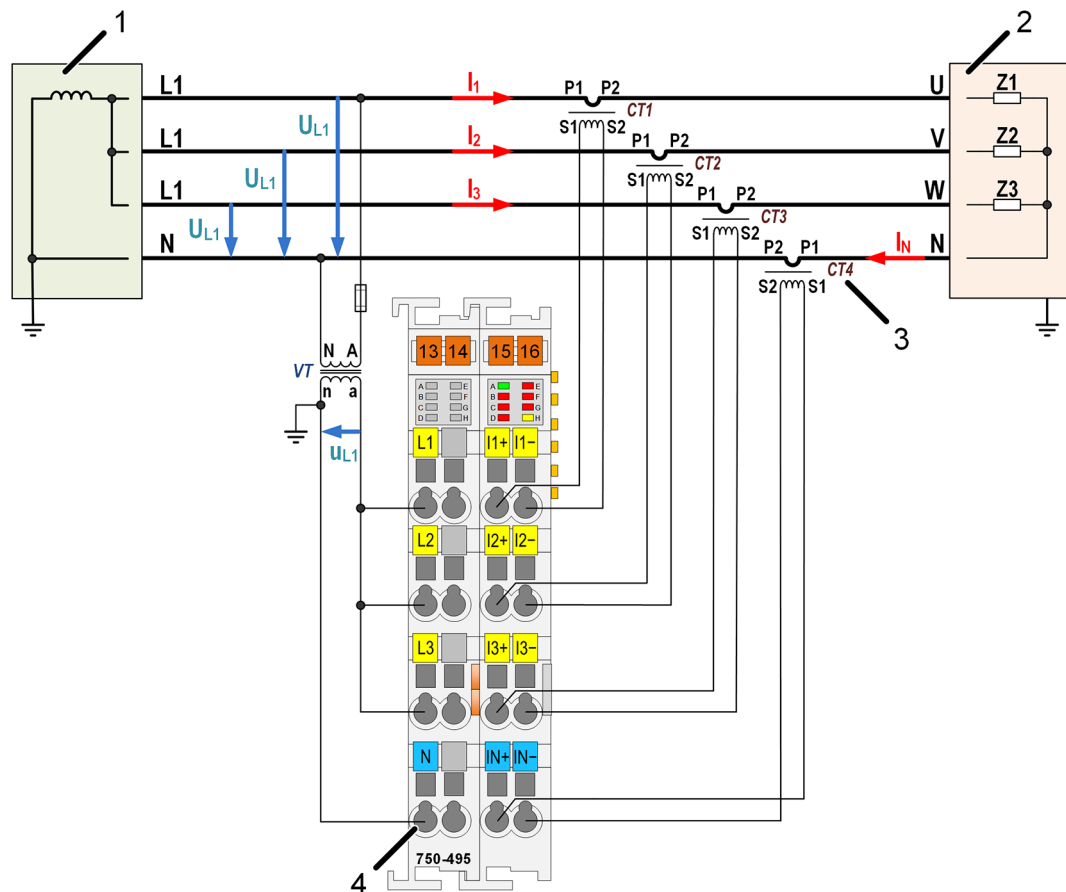 1
2
L1
I1
P1 P2
CT1
S1 S2
U
Z1
UL1
L1
I2
P1 P2
CT2
S1 S2
V
Z2
UL1
L1
I3
P1 P2
CT3
S1 S2
W
Z3
UL1
N
P2 P1
CT4
S2 S1
IN
N
3
N A
VT
n a
uL1
13 14 15 16
A E A E
B F B F
C G C G
D H D H
L1 I1+ I1−
L2 I2+ I2−
L3 I3+ I3−
N IN+ IN−
4
750-495